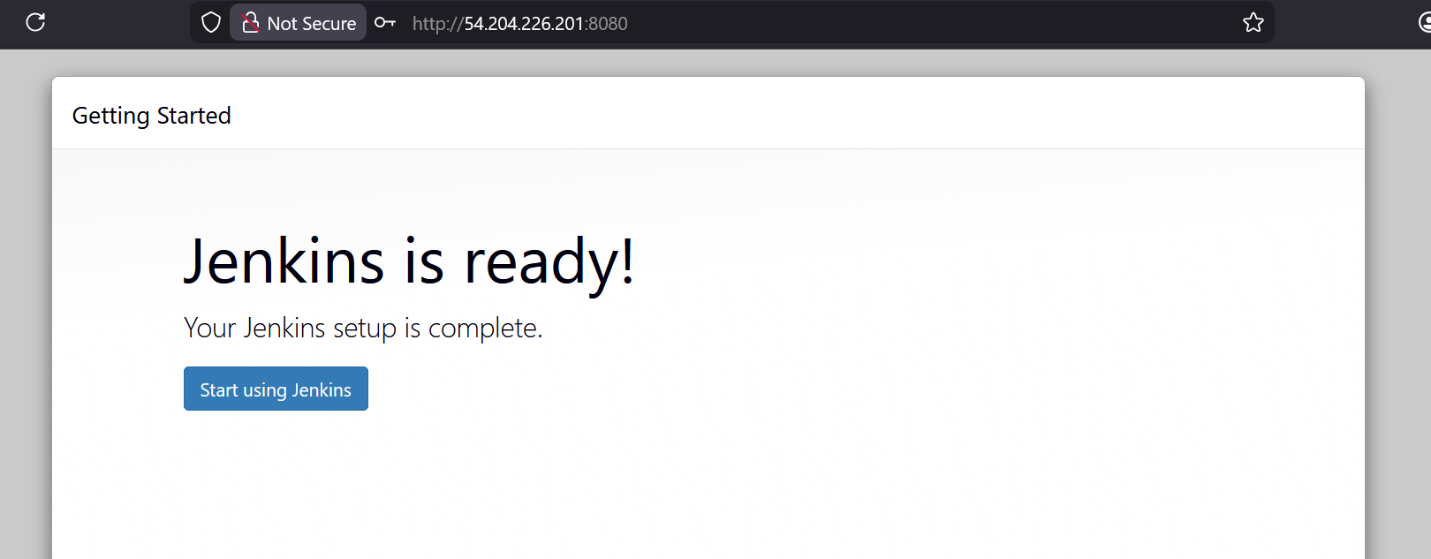 Not Secure http://54.204.226.201:8080
Getting Started
Jenkins is ready!
Your Jenkins setup is complete.
Start using Jenkins